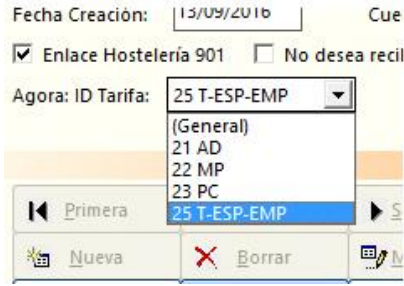 Fecha Creación: 13/09/2016 Cue
Enlace Hostelería 901 No desea recil
Agora: ID Tarifa: 25 T-ESP-EMP
(General)
21 AD
22 MP
23 PC
25 T-ESP-EMP
Primera S
Nueva Borrar M